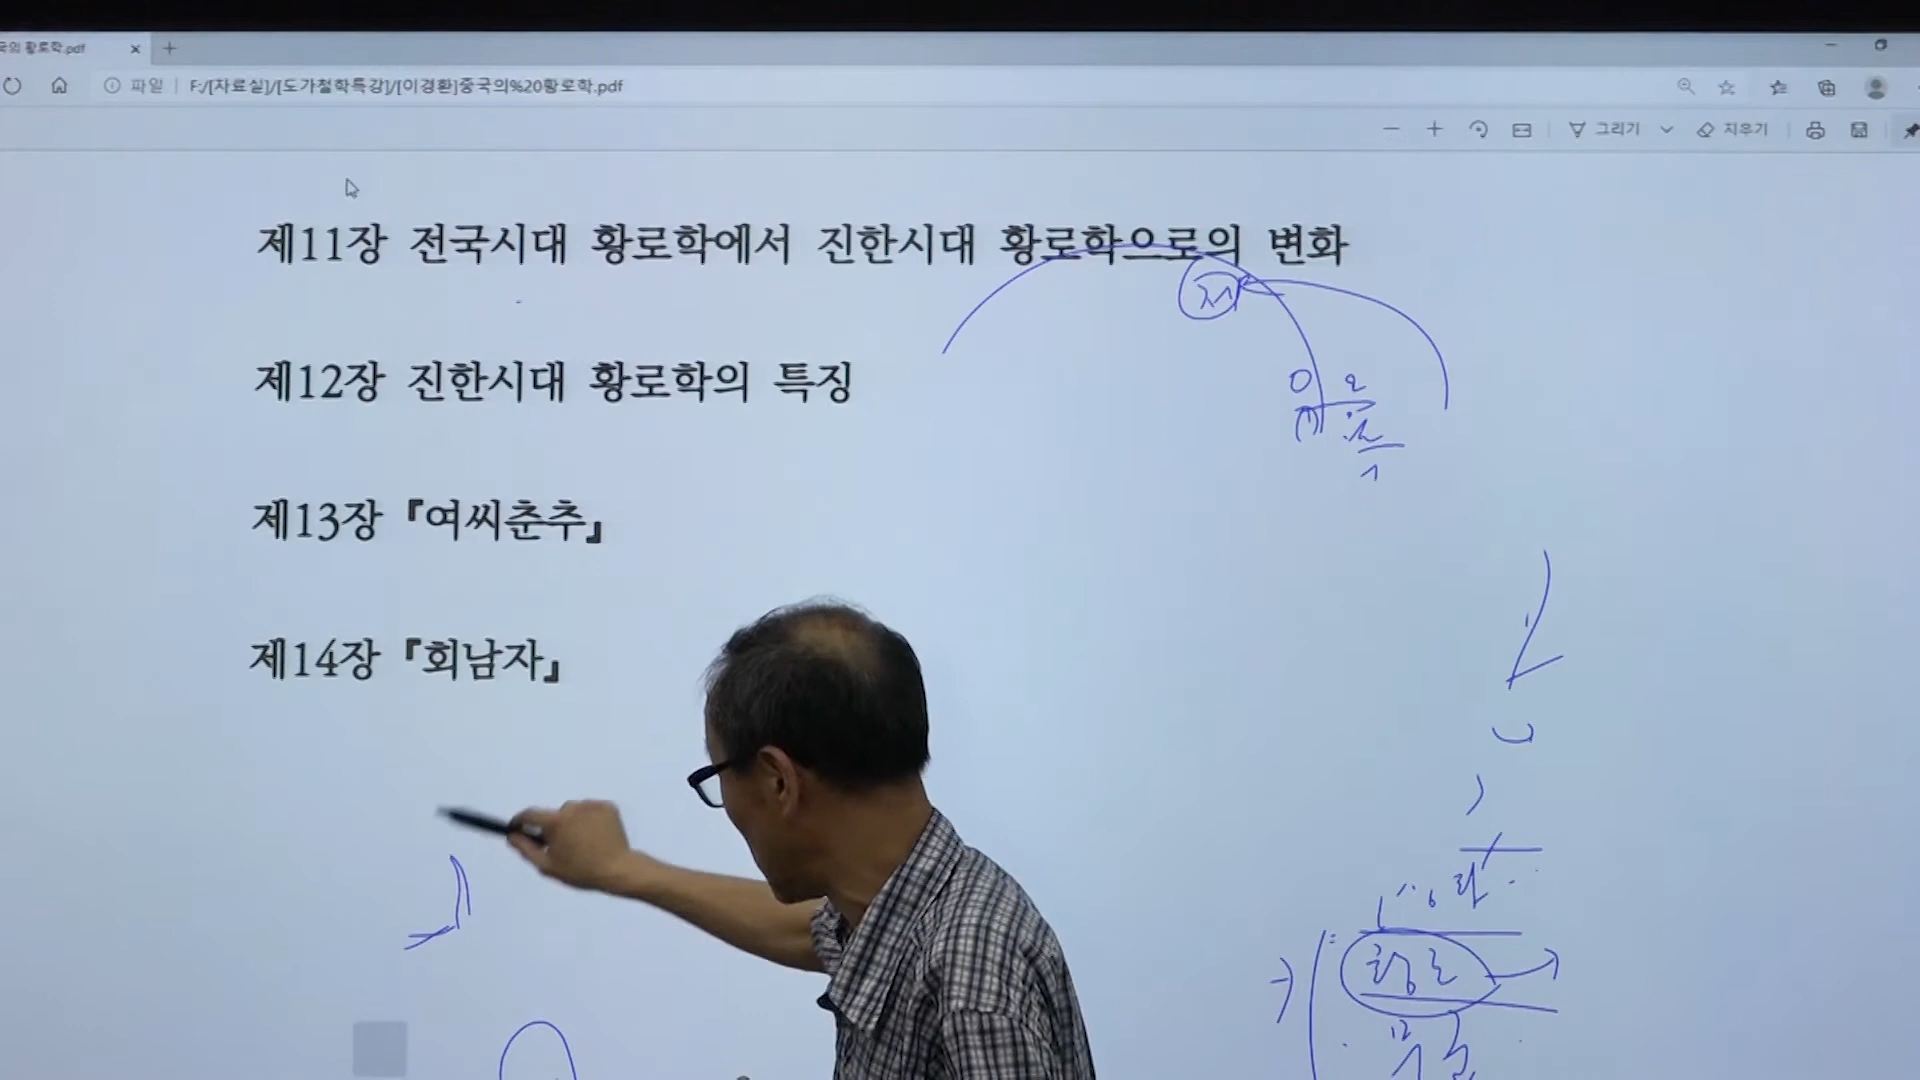 국의 황로학.pdf
파일 F:/[자료실]/[도가철학특강]/[이경환]중국의%20황로학.pdf
그리기 지우기
제11장 전국시대 황로학에서 진한시대 황로학으로의 변화
제
제12장 진한시대 황로학의 특징
제13장 『여씨춘추』
제14장 『회남자』
황로